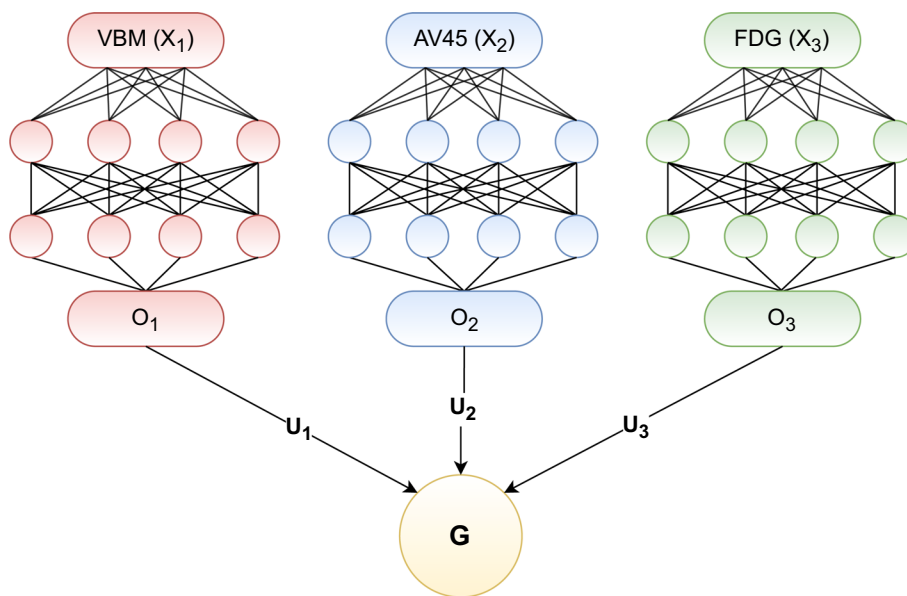 VBM (X₁) AV45 (X₂) FDG (X₃)
O₁ O₂ O₃
U₁ U₂ U₃
G